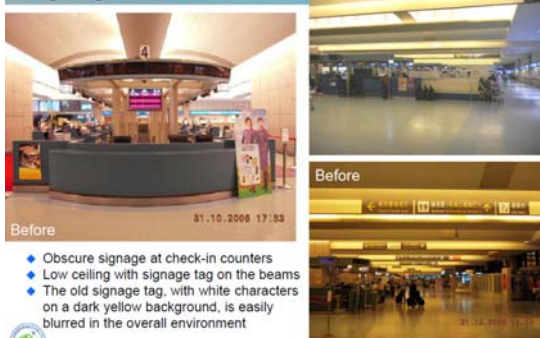 4
31.10.2006 17:53
Before
◆ Obscure signage at check-in counters
◆ Low ceiling with signage tag on the beams
◆ The old signage tag, with white characters
on a dark yellow background, is easily
blurred in the overall environment
Before